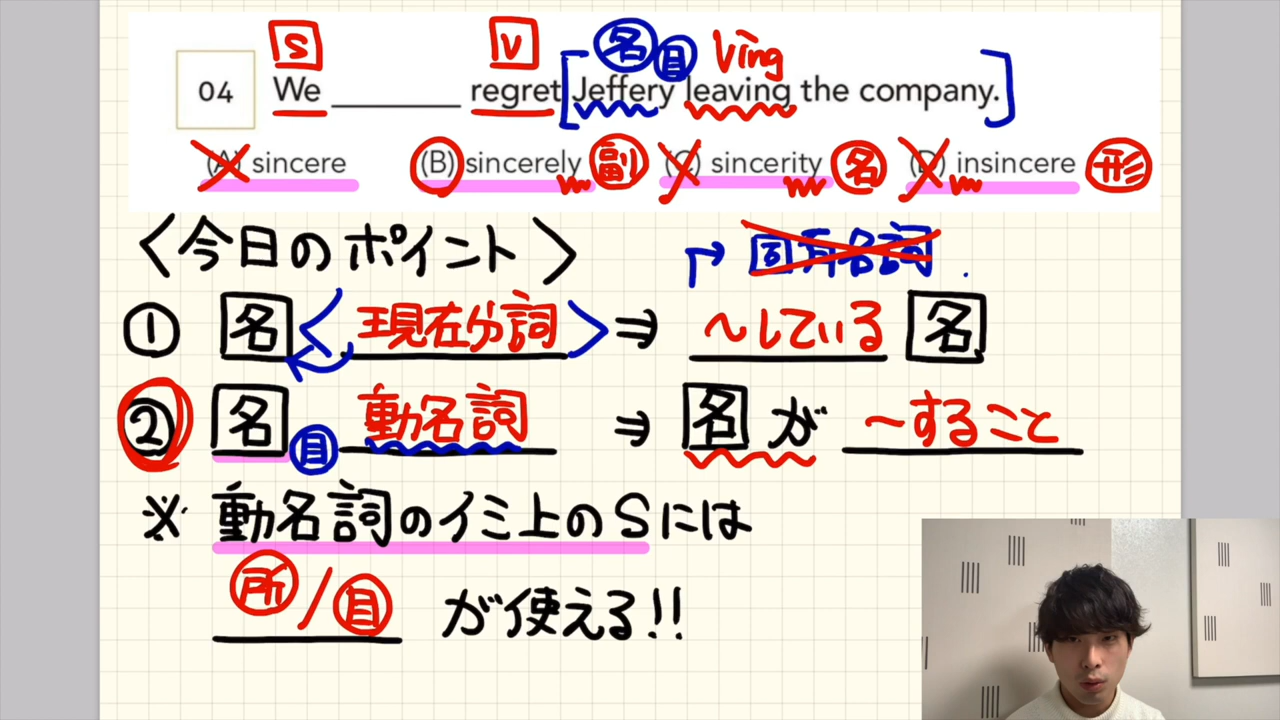 S V 名 目 Ving
04 We ________ regret [Jeffery leaving the company.]
(A) sincere (B) sincerely 副 (C) sincerity 名 (D) insincere 形
〈今日のポイント〉 固有名詞
① 名〈現在分詞〉⇒ 〜している 名
② 名 目 動名詞 ⇒ 名 が 〜すること
※ 動名詞のイミ上のSには
所/目 が使える!!